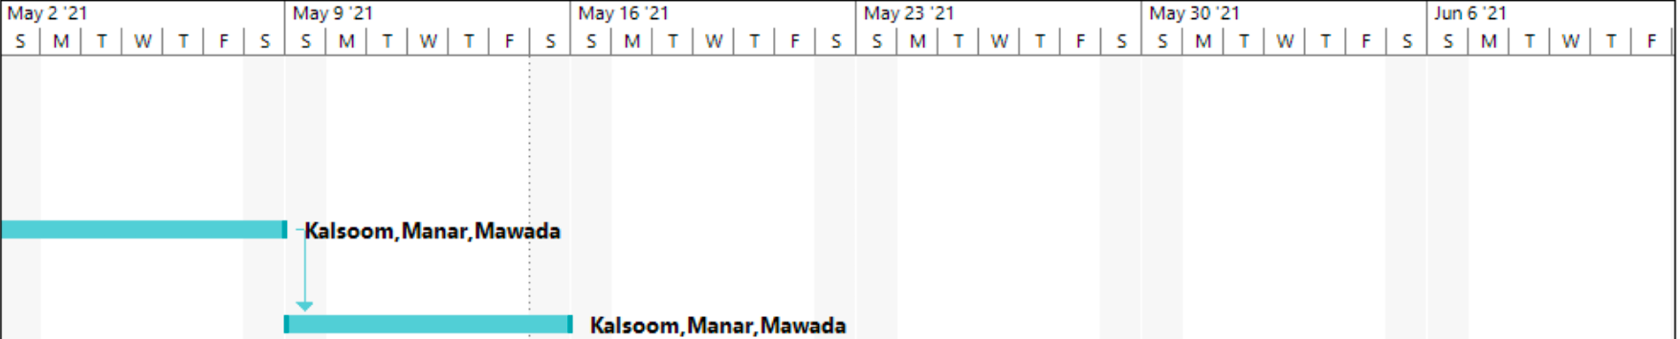 May 2 '21 May 9 '21 May 16 '21 May 23 '21 May 30 '21 Jun 6 '21
S M T W T F S S M T W T F S S M T W T F S S M T W T F S S M T W T F S S M T W T F
Kalsoom,Manar,Mawada
Kalsoom,Manar,Mawada